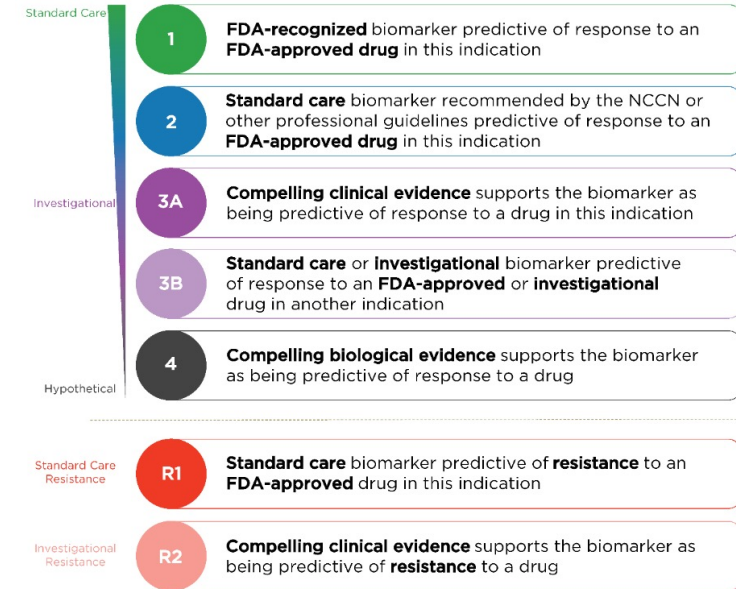 Standard Care
1
FDA-recognized biomarker predictive of response to an
FDA-approved drug in this indication
2
Standard care biomarker recommended by the NCCN or
other professional guidelines predictive of response to an
FDA-approved drug in this indication
Investigational
3A
Compelling clinical evidence supports the biomarker as
being predictive of response to a drug in this indication
3B
Standard care or investigational biomarker predictive
of response to an FDA-approved or investigational
drug in another indication
Hypothetical
4
Compelling biological evidence supports the biomarker
as being predictive of response to a drug
Standard Care
Resistance
R1
Standard care biomarker predictive of resistance to an
FDA-approved drug in this indication
Investigational
Resistance
R2
Compelling clinical evidence supports the biomarker as
being predictive of resistance to a drug